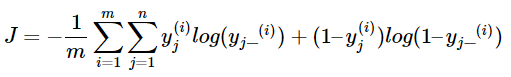 J = -\frac{1}{m} \sum_{i=1}^{m} \sum_{j=1}^{n} y_j^{(i)} log(y_{j\_}^{(i)}) + (1 - y_j^{(i)}) log(1 - y_{j\_}^{(i)})